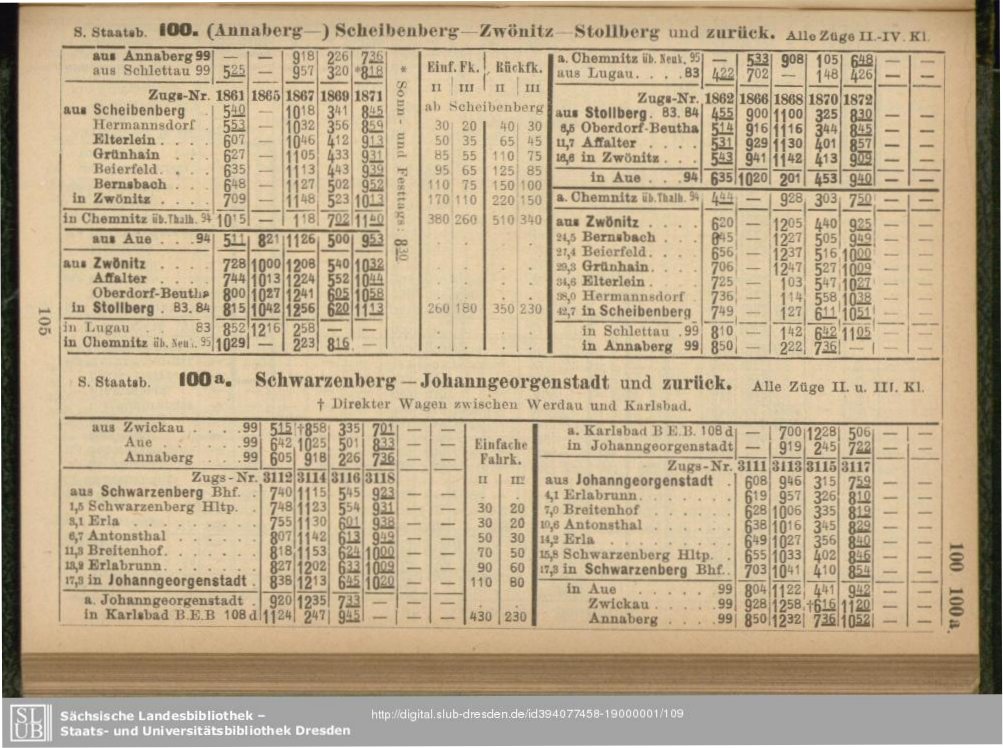 S. Staatsb. 100. (Annaberg—) Scheibenberg—Zwönitz—Stollberg und zurück. Alle Züge II.-IV. Kl.
aus Annaberg 99 — — 918 226 736
aus Schlettau 99 525 — 957 320 *818
Zugs-Nr. 1861 1865 1867 1869 1871
aus Scheibenberg . 540 — 1018 341 845
Hermannsdorf . 553 — 1032 356 859
Elterlein . . . . 607 — 1046 412 913
Grünhain . . . 627 — 1105 433 931
Beierfeld . . . 635 — 1113 443 939
Bernsbach . . . 648 — 1127 502 952
in Zwönitz . . . . 709 — 1148 523 1013
in Chemnitz üb. Thalh. 94 1015 — 118 702 1140
aus Aue . . . 94 511 821 1126 500 953
aus Zwönitz . . . . 728 1000 1208 540 1032
Affalter . . . . 744 1013 1224 552 1044
Oberdorf-Beutha 800 1027 1241 605 1058
in Stollberg . 83. 84 815 1042 1256 620 1113
in Lugau . . . 83 852 1216 258 — —
in Chemnitz üb. Neuk. 95 1029 — 223 816 —
* Sonn- und Festtags: 830
Einf. Fk. Rückfk.
II III II III
ab Scheibenberg
30 20 40 30
50 35 65 45
85 55 110 75
95 65 125 85
110 75 150 100
170 110 220 150
380 260 510 340
260 180 350 230
a. Chemnitz üb. Neuk. 95 — 533 908 105 648
aus Lugau . . . . 83 422 702 — 148 426
Zugs-Nr. 1862 1866 1868 1870 1872
aus Stollberg . 83. 84 455 900 1100 325 830
6,5 Oberdorf-Beutha 514 916 1116 344 845
11,7 Affalter . . . . . 531 929 1130 401 857
16,6 in Zwönitz . . . . 543 941 1142 413 909
in Aue . . . 94 635 1020 201 453 940
a. Chemnitz üb. Thalh. 94 444 — 928 303 750
aus Zwönitz . . . . 620 — 1205 440 925
24,5 Bernsbach . . . 645 — 1227 505 949
27,4 Beierfeld . . . . 656 — 1237 516 1000
29,3 Grünhain . . . . 706 — 1247 527 1009
34,6 Elterlein . . . . 725 — 103 547 1027
38,0 Hermannsdorf . 736 — 114 558 1038
42,7 in Scheibenberg 749 — 127 611 1051
in Schlettau . 99 810 — 142 642 1105
in Annaberg 99 850 — 222 736 —
105
S. Staatsb. 100a. Schwarzenberg—Johanngeorgenstadt und zurück. Alle Züge II. u. III. Kl.
† Direkter Wagen zwischen Werdau und Karlsbad.
aus Zwickau . . . . 99 515 †858 335 701 — —
Aue . . . . . . 99 642 1025 501 833 — —
Annaberg . . . 99 605 918 226 736 — —
Zugs-Nr. 3112 3114 3116 3118
aus Schwarzenberg Bhf. . 740 1115 545 923 — —
1,5 Schwarzenberg Hltp. . 748 1123 554 931 — —
3,1 Erla . . . . . . . . 755 1130 601 938 — —
6,7 Antonsthal . . . . . 807 1142 613 949 — —
11,3 Breitenhof . . . . . . 818 1153 624 1000 — —
13,2 Erlabrunn . . . . . . 827 1202 633 1009 — —
17,3 in Johanngeorgenstadt . 838 1213 645 1020 — —
a. Johanngeorgenstadt . 920 1235 733 — — —
in Karlsbad B.E.B 108 d 1124 247 945 — — —
Einfache
Fahrk.
II III
30 20
30 20
50 30
70 50
90 60
110 80
430 230
a. Karlsbad B E.B. 108 d — 700 1228 506 — —
in Johanngeorgenstadt — 919 245 722 — —
Zugs-Nr. 3111 3113 3115 3117
aus Johanngeorgenstadt . 608 946 315 759 — —
4,1 Erlabrunn . . . . . 619 957 326 810 — —
7,0 Breitenhof . . . . . 628 1006 335 819 — —
10,6 Antonsthal . . . . . 638 1016 345 829 — —
14,2 Erla . . . . . . . . 649 1027 356 840 — —
15,8 Schwarzenberg Hltp. . 655 1033 402 846 — —
17,3 in Schwarzenberg Bhf. . 703 1041 410 854 — —
in Aue . . . . . . 99 804 1122 441 942 — —
Zwickau . . . . . 99 928 1258 †616 1120 — —
Annaberg . . . . 99 850 1232 736 1052 — —
100 100a.
SLUB
Sächsische Landesbibliothek –
Staats- und Universitätsbibliothek Dresden
http://digital.slub-dresden.de/id394077458-19000001/109